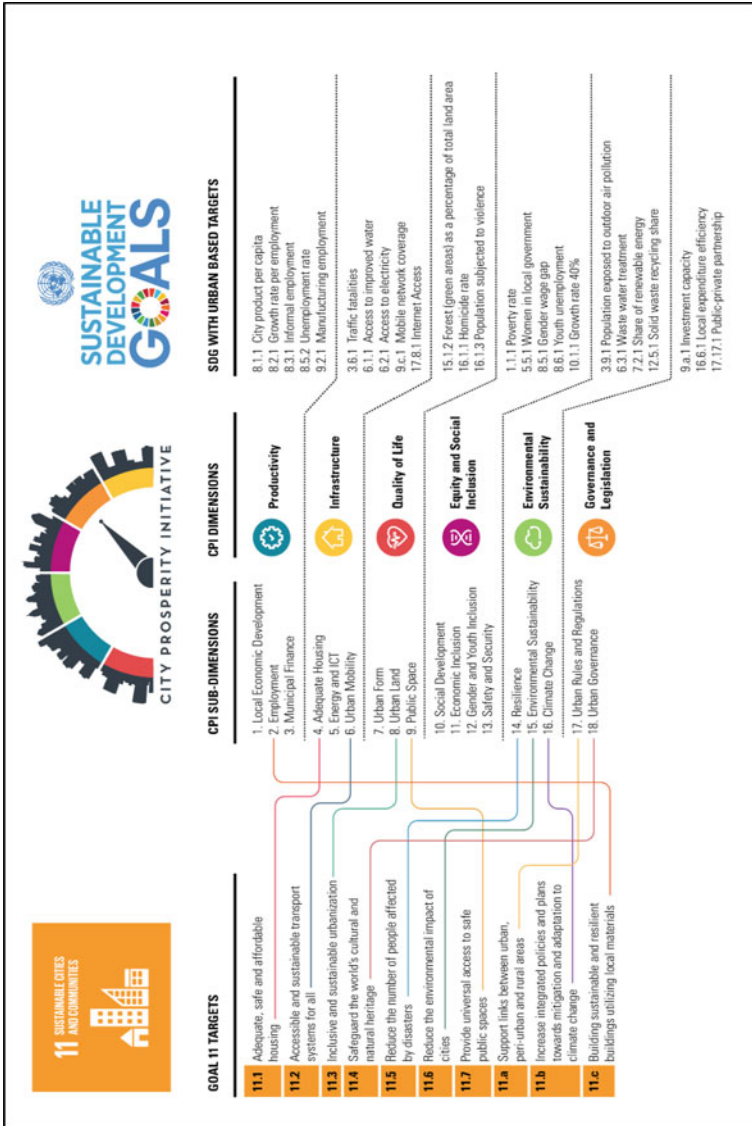 11 SUSTAINABLE CITIES
AND COMMUNITIES
CITY PROSPERITY INITIATIVE
SUSTAINABLE
DEVELOPMENT
GOALS
GOAL 11 TARGETS
11.1 Adequate, safe and affordable
housing
11.2 Accessible and sustainable transport
systems for all
11.3 Inclusive and sustainable urbanization
11.4 Safeguard the world's cultural and
natural heritage
11.5 Reduce the number of people affected
by disasters
11.6 Reduce the environmental impact of
cities
11.7 Provide universal access to safe
public spaces
11.a Support links between urban,
peri-urban and rural areas
11.b Increase integrated policies and plans
towards mitigation and adaptation to
climate change
11.c Building sustainable and resilient
buildings utilizing local materials
CPI SUB-DIMENSIONS
1. Local Economic Development
2. Employment
3. Municipal Finance
4. Adequate Housing
5. Energy and ICT
6. Urban Mobility
7. Urban Form
8. Urban Land
9. Public Space
10. Social Development
11. Economic Inclusion
12. Gender and Youth Inclusion
13. Safety and Security
14. Resilience
15. Environmental Sustainability
16. Climate Change
17. Urban Rules and Regulations
18. Urban Governance
CPI DIMENSIONS
Productivity
Infrastructure
Quality of Life
Equity and Social
Inclusion
Environmental
Sustainability
Governance and
Legislation
SDG WITH URBAN BASED TARGETS
8.1.1 City product per capita
8.2.1 Growth rate per employment
8.3.1 Informal employment
8.5.2 Unemployment rate
9.2.1 Manufucturing employment
3.6.1 Traffic fatalities
6.1.1 Access to improved water
6.2.1 Access to electricity
9.c.1 Mobile network coverage
17.8.1 Internet Access
15.1.2 Forest (green areas) as a percentage of total land area
16.1.1 Homicide rate
16.1.3 Population subjected to violence
1.1.1 Poverty rate
5.5.1 Women in local government
8.5.1 Gender wage gap
8.6.1 Youth unemployment
10.1.1 Growth rate 40%
3.9.1 Population exposed to outdoor air pollution
6.3.1 Waste water treatment
7.2.1 Share of renewable energy
12.5.1 Solid waste recycling share
9.a.1 Investment capacity
16.6.1 Local expenditure efficiency
17.17.1 Public-private partnership